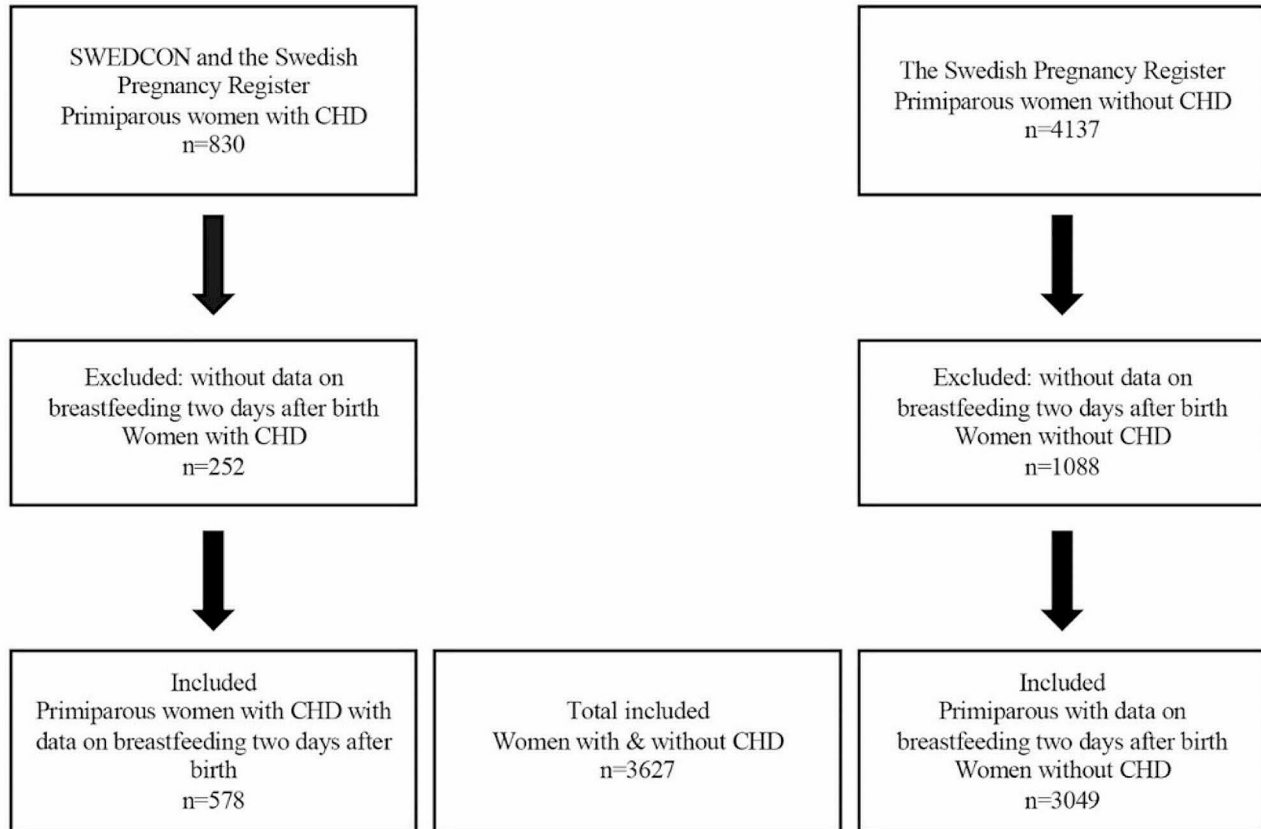 SWEDCON and the Swedish
Pregnancy Register
Primiparous women with CHD
n=830
The Swedish Pregnancy Register
Primiparous women without CHD
n=4137
Excluded: without data on
breastfeeding two days after birth
Women with CHD
n=252
Excluded: without data on
breastfeeding two days after birth
Women without CHD
n=1088
Included
Primiparous women with CHD with
data on breastfeeding two days after
birth
n=578
Total included
Women with & without CHD
n=3627
Included
Primiparous with data on
breastfeeding two days after birth
Women without CHD
n=3049